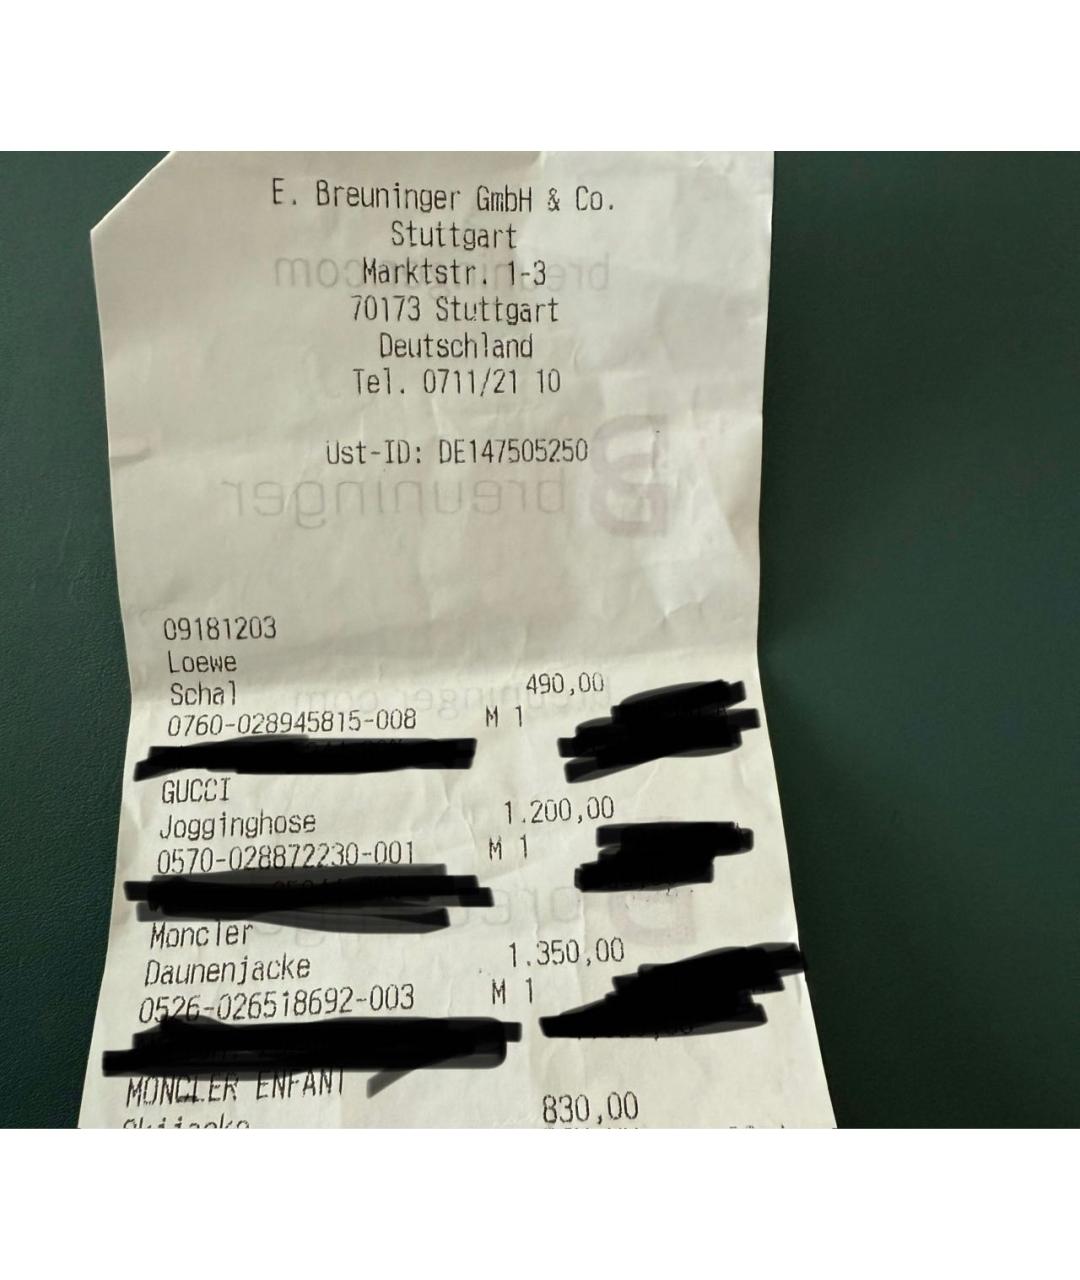 E. Breuninger GmbH & Co.
Stuttgart
Marktstr. 1-3
70173 Stuttgart
Deutschland
Tel. 0711/21 10
Ust-ID: DE147505250
breuninger.com
breuninger
09181203
Loewe
Schal 490,00
0760-028945815-008 M 1
GUCCI
Jogginghose 1.200,00
0570-028872230-001 M 1
Moncler
Daunenjacke 1.350,00
0526-026518692-003 M 1
MONCLER ENFANT
830,00